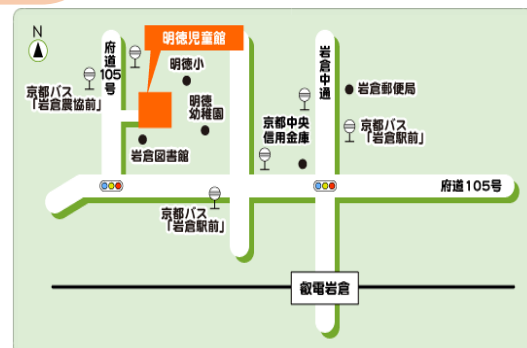 N
府道
105
号
明徳児童館
岩倉中通
明徳小
京都バス
「岩倉農協前」
明徳
幼稚園
岩倉郵便局
京都中央
信用金庫
京都バス
「岩倉駅前」
岩倉図書館
府道105号
京都バス
「岩倉駅前」
叡電岩倉